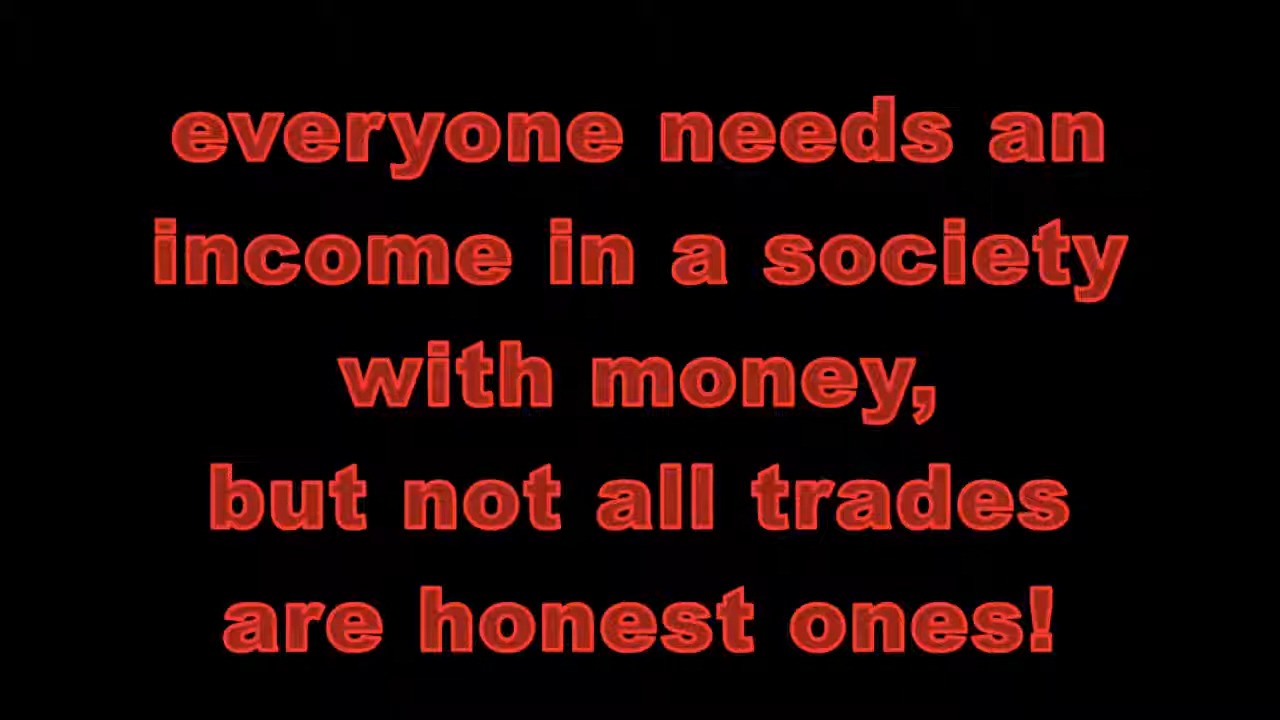 everyone needs an
income in a society
with money,
but not all trades
are honest ones!